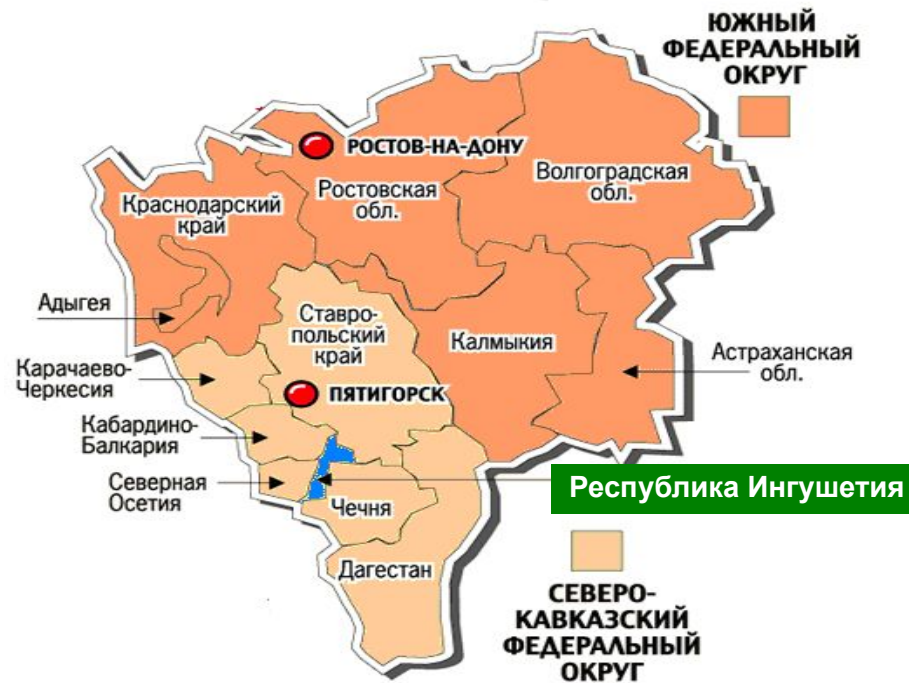 ЮЖНЫЙ
ФЕДЕРАЛЬНЫЙ
ОКРУГ
РОСТОВ-НА-ДОНУ
Волгоградская
обл.
Ростовская
обл.
Краснодарский
край
Адыгея
Ставро-
польский
край
Калмыкия
Астраханская
обл.
Карачаево-
Черкесия
ПЯТИГОРСК
Кабардино-
Балкария
Северная
Осетия
Республика Ингушетия
Чечня
Дагестан
СЕВЕРО-
КАВКАЗСКИЙ
ФЕДЕРАЛЬНЫЙ
ОКРУГ